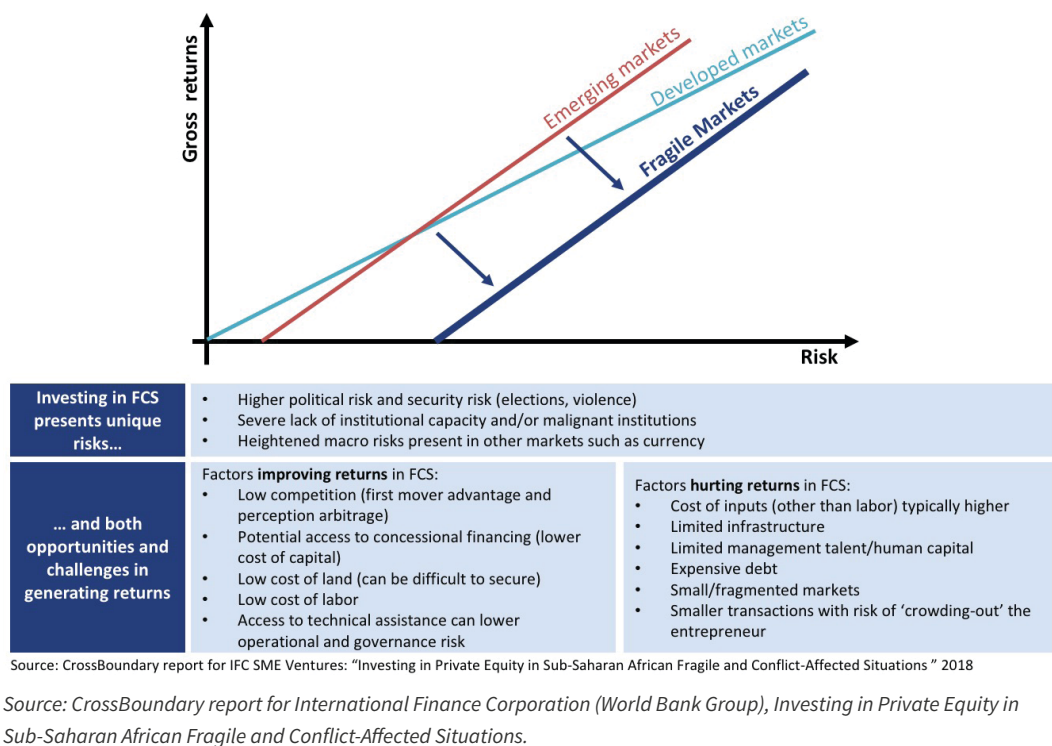 Gross returns
Emerging markets
Developed markets
Fragile Markets
Risk
Investing in FCS
presents unique
risks…
• Higher political risk and security risk (elections, violence)
• Severe lack of institutional capacity and/or malignant institutions
• Heightened macro risks present in other markets such as currency
… and both
opportunities and
challenges in
generating returns
Factors improving returns in FCS:
• Low competition (first mover advantage and
perception arbitrage)
• Potential access to concessional financing (lower
cost of capital)
• Low cost of land (can be difficult to secure)
• Low cost of labor
• Access to technical assistance can lower
operational and governance risk
Factors hurting returns in FCS:
• Cost of inputs (other than labor) typically higher
• Limited infrastructure
• Limited management talent/human capital
• Expensive debt
• Small/fragmented markets
• Smaller transactions with risk of ‘crowding-out’ the
entrepreneur
Source: CrossBoundary report for IFC SME Ventures: “Investing in Private Equity in Sub-Saharan African Fragile and Conflict-Affected Situations ” 2018
Source: CrossBoundary report for International Finance Corporation (World Bank Group), Investing in Private Equity in
Sub-Saharan African Fragile and Conflict-Affected Situations.